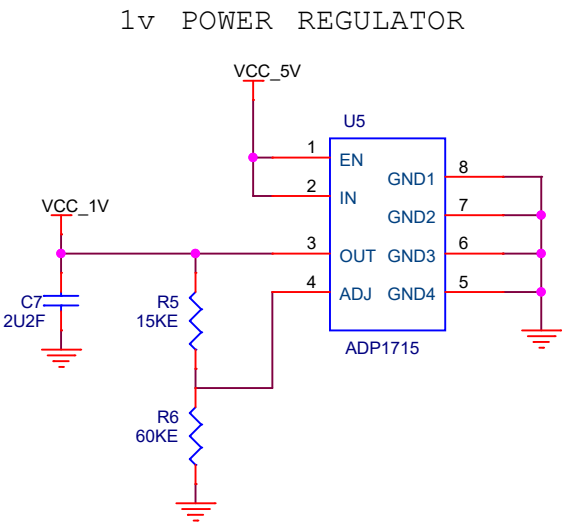 1v POWER REGULATOR
VCC_5V
U5
1 EN
2 IN
GND1 8
GND2 7
VCC_1V
3 OUT GND3 6
4 ADJ GND4 5
C7
2U2F
R5
15KE
ADP1715
R6
60KE